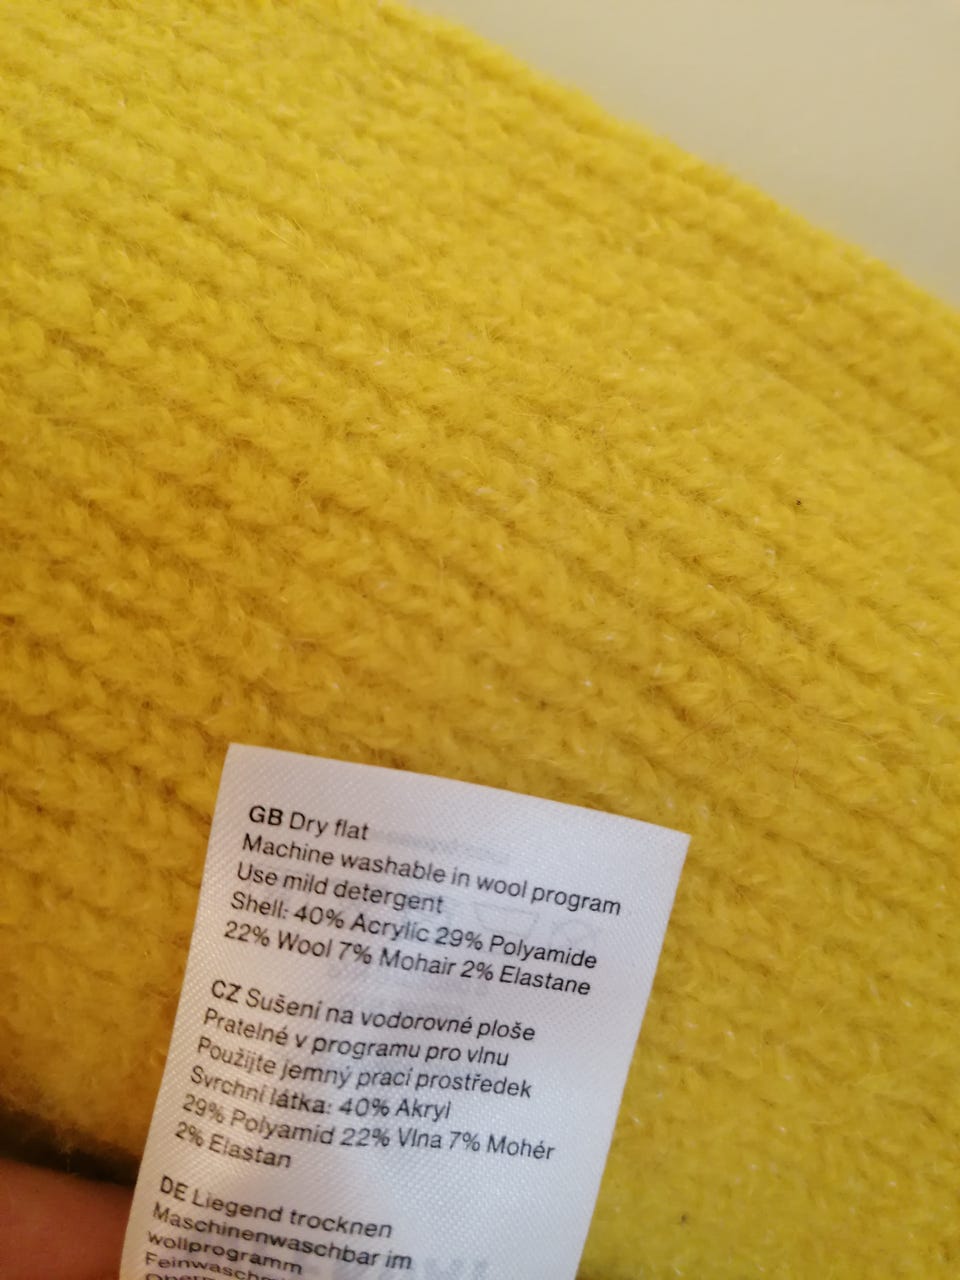 GB Dry flat
Machine washable in wool program
Use mild detergent
Shell: 40% Acrylic 29% Polyamide
22% Wool 7% Mohair 2% Elastane
CZ Sušení na vodorovné ploše
Pratelné v programu pro vlnu
Použijte jemný prací prostředek
Svrchní látka: 40% Akryl
29% Polyamid 22% Vlna 7% Mohér
2% Elastan
DE Liegend trocknen
Maschinenwaschbar im
wollprogramm